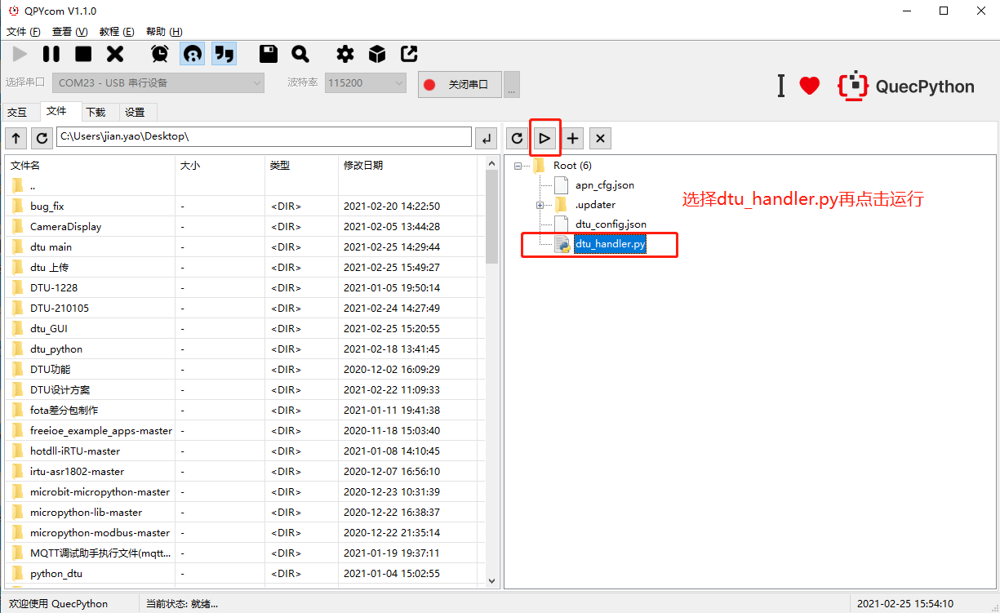 QPYcom V1.1.0
文件 (F) 查看 (V) 教程 (E) 帮助 (H)
选择串口 COM23 - USB 串行设备 波特率 115200 关闭串口 ...
I QuecPython
交互 文件 下载 设置
C:\Users\jian.yao\Desktop\
文件名 大小 类型 修改日期
..
bug_fix - <DIR> 2021-02-20 14:22:50
CameraDisplay - <DIR> 2021-02-05 13:44:28
dtu main - <DIR> 2021-02-25 14:29:44
dtu 上传 - <DIR> 2021-02-25 15:49:27
DTU-1228 - <DIR> 2021-01-05 19:50:14
DTU-210105 - <DIR> 2021-02-24 14:27:49
dtu_GUI - <DIR> 2021-02-25 15:20:55
dtu_python - <DIR> 2021-02-18 13:41:45
DTU功能 - <DIR> 2020-12-02 16:09:29
DTU设计方案 - <DIR> 2021-02-22 11:09:33
fota差分包制作 - <DIR> 2021-01-11 19:41:38
freeioe_example_apps-master - <DIR> 2020-11-18 15:03:40
hotdll-iRTU-master - <DIR> 2021-01-08 14:10:45
irtu-asr1802-master - <DIR> 2020-12-07 16:56:10
microbit-micropython-master - <DIR> 2020-12-23 10:31:39
micropython-lib-master - <DIR> 2020-12-22 16:38:37
micropython-modbus-master - <DIR> 2020-12-22 21:35:14
MQTT调试助手执行文件(mqtt... - <DIR> 2021-01-19 19:37:11
python_dtu - <DIR> 2021-01-04 15:02:55
Root (6)
apn_cfg.json
.updater
dtu_config.json
dtu_handler.py
选择dtu_handler.py再点击运行
欢迎使用 QuecPython 当前状态: 就绪... 2021-02-25 15:54:10